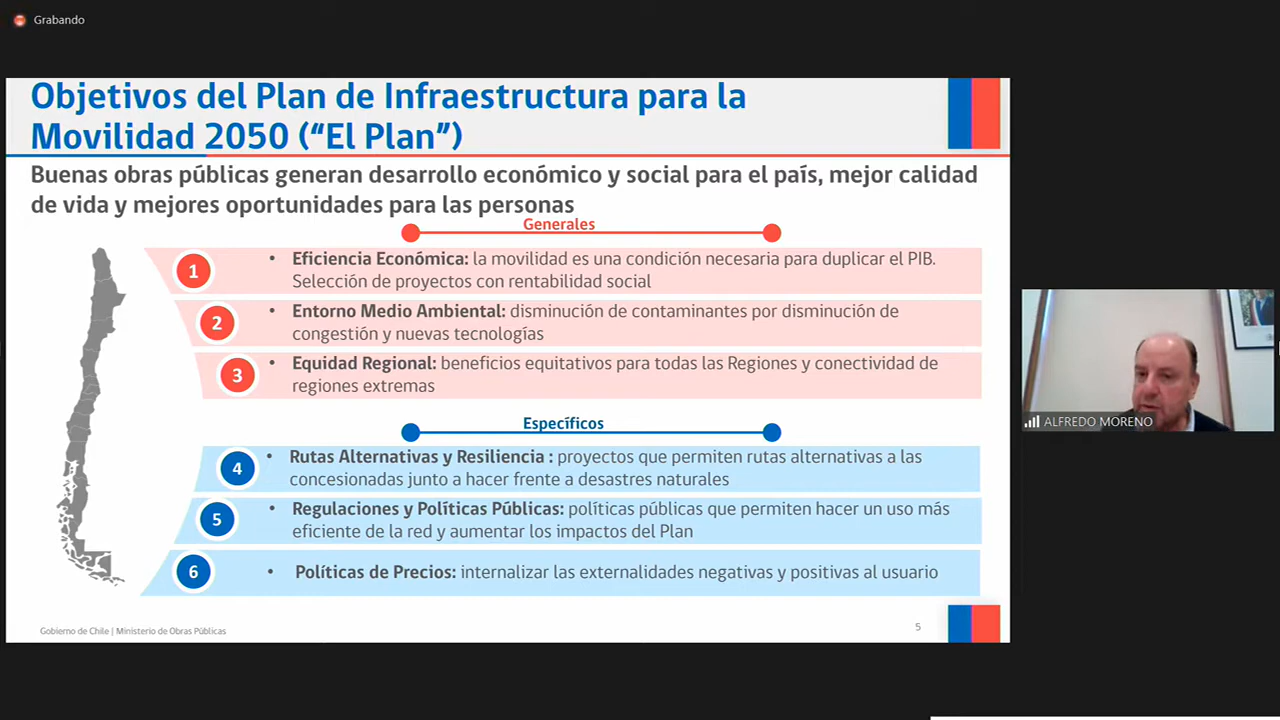 Grabando
Objetivos del Plan de Infraestructura para la
Movilidad 2050 (“El Plan”)
Buenas obras públicas generan desarrollo económico y social para el país, mejor calidad
de vida y mejores oportunidades para las personas
Generales
1
• Eficiencia Económica: la movilidad es una condición necesaria para duplicar el PIB.
Selección de proyectos con rentabilidad social
2
• Entorno Medio Ambiental: disminución de contaminantes por disminución de
congestión y nuevas tecnologías
3
• Equidad Regional: beneficios equitativos para todas las Regiones y conectividad de
regiones extremas
Específicos
4
• Rutas Alternativas y Resiliencia : proyectos que permiten rutas alternativas a las
concesionadas junto a hacer frente a desastres naturales
5
• Regulaciones y Políticas Públicas: políticas públicas que permiten hacer un uso más
eficiente de la red y aumentar los impactos del Plan
6
• Políticas de Precios: internalizar las externalidades negativas y positivas al usuario
Gobierno de Chile | Ministerio de Obras Públicas
5
ALFREDO MORENO